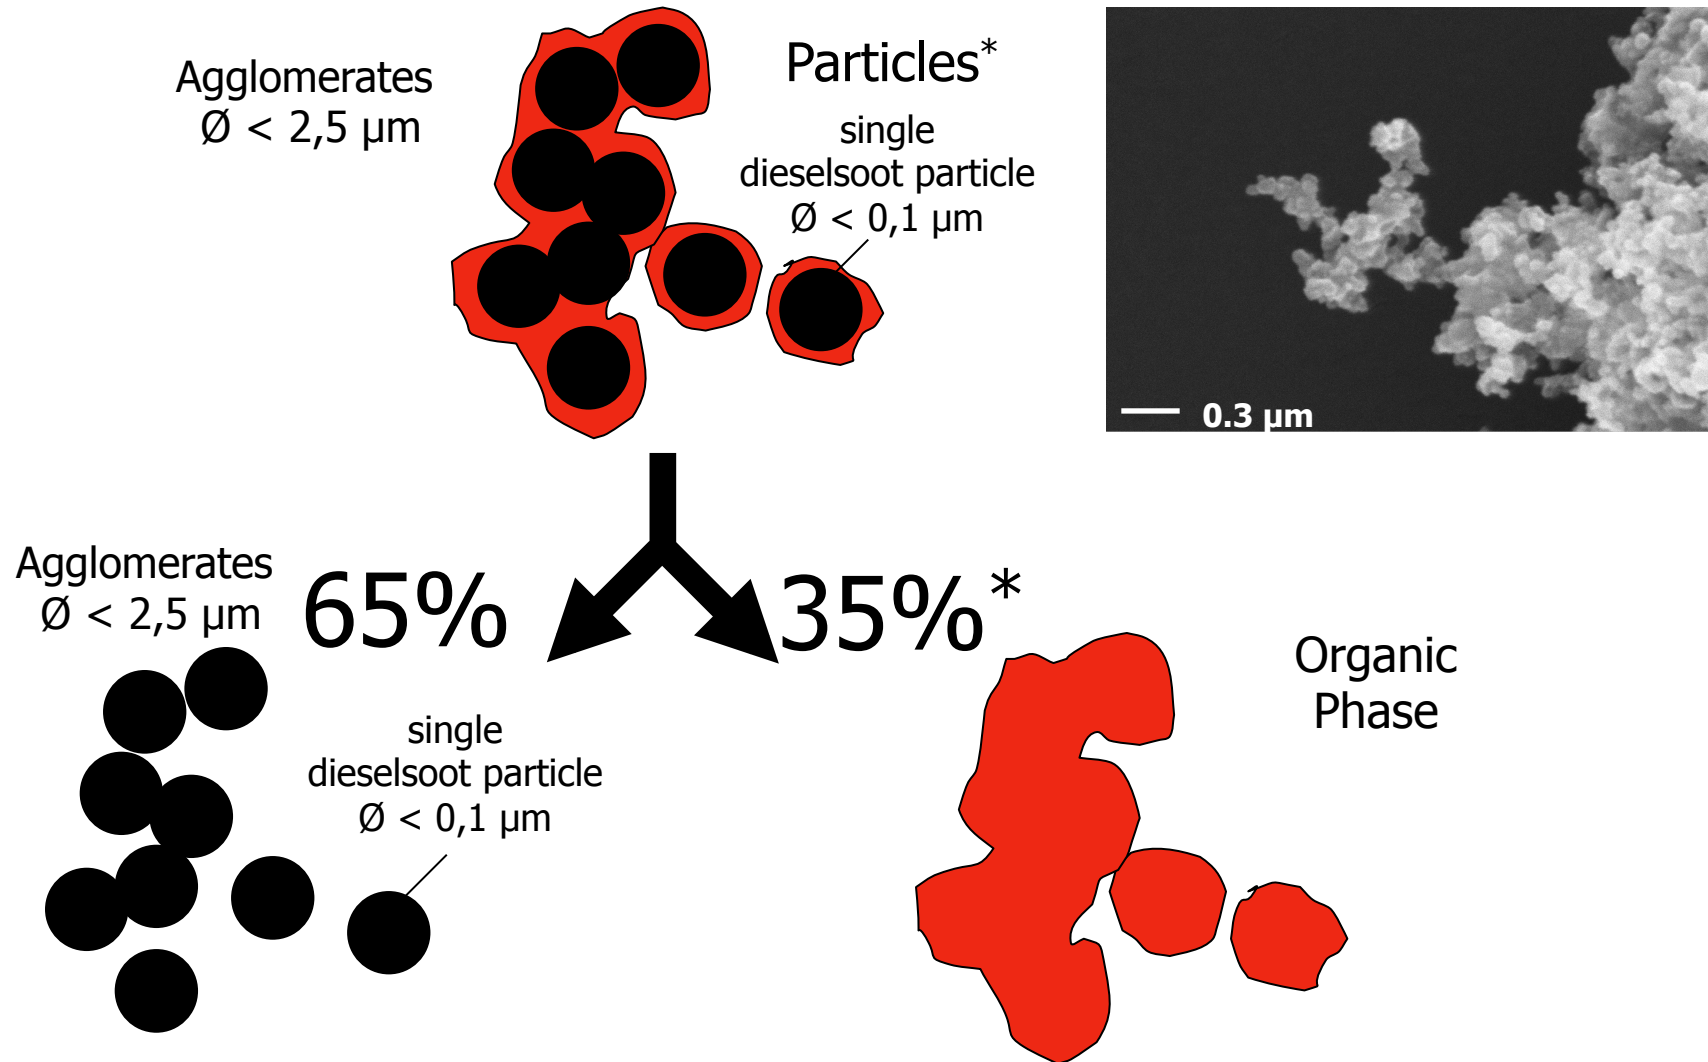 Agglomerates
Ø < 2,5 µm
Particles*
single
dieselsoot particle
Ø < 0,1 µm
0.3 µm
Agglomerates
Ø < 2,5 µm
65%
35%*
single
dieselsoot particle
Ø < 0,1 µm
Organic
Phase